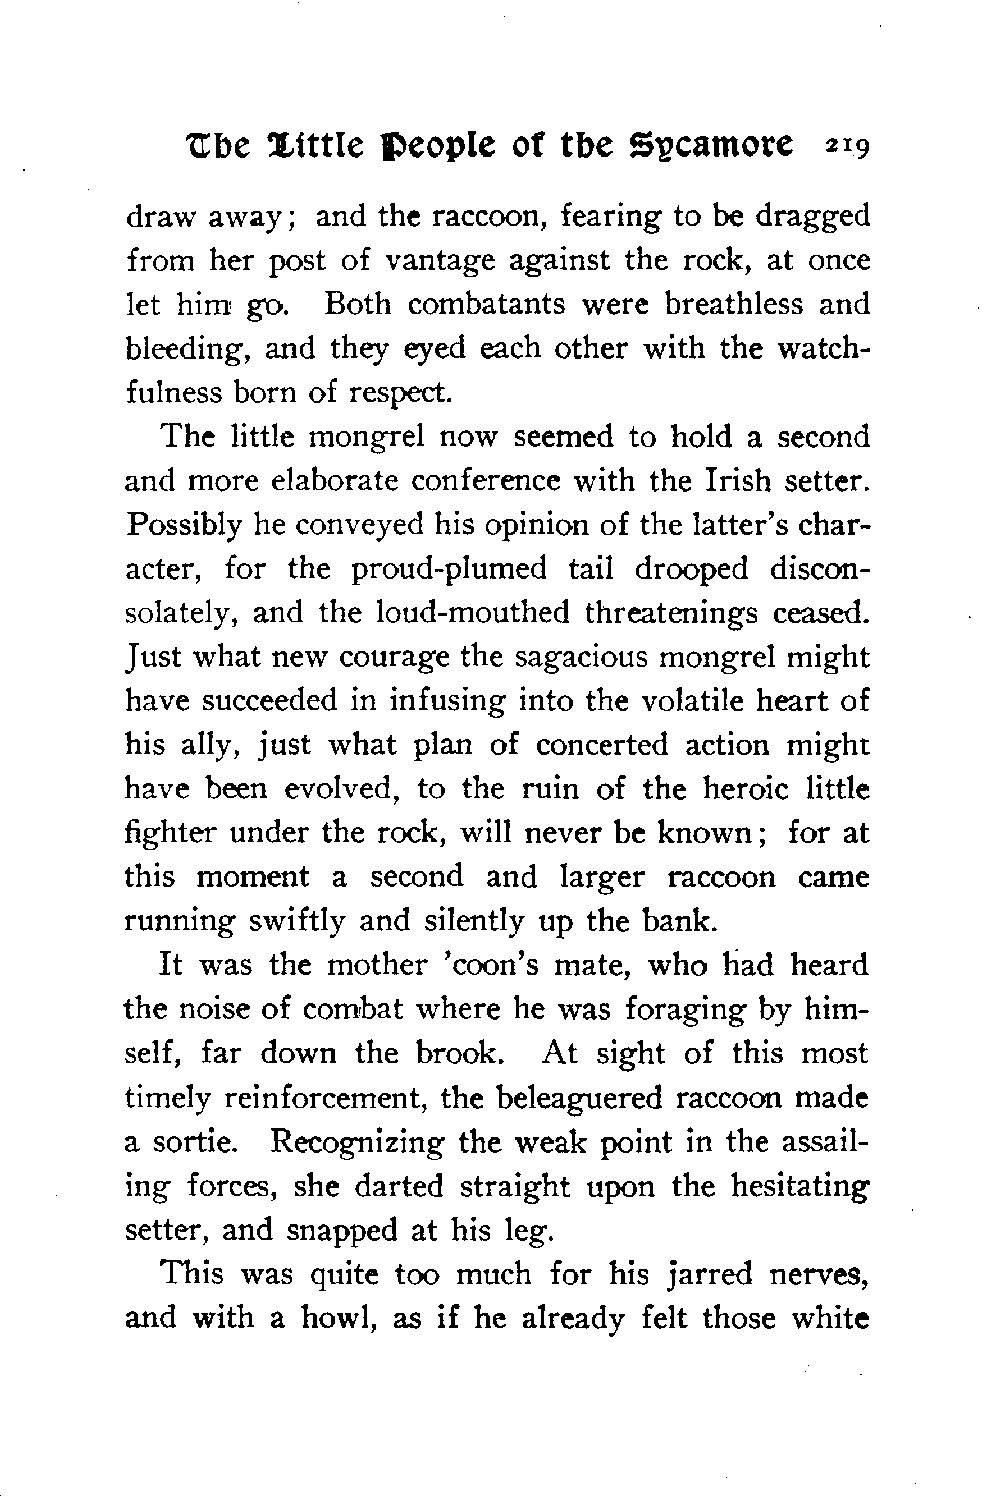 The Little People of the Sycamore 219
draw away; and the raccoon, fearing to be dragged
from her post of vantage against the rock, at once
let him go. Both combatants were breathless and
bleeding, and they eyed each other with the watch-
fulness born of respect.
The little mongrel now seemed to hold a second
and more elaborate conference with the Irish setter.
Possibly he conveyed his opinion of the latter's char-
acter, for the proud-plumed tail drooped discon-
solately, and the loud-mouthed threatenings ceased.
Just what new courage the sagacious mongrel might
have succeeded in infusing into the volatile heart of
his ally, just what plan of concerted action might
have been evolved, to the ruin of the heroic little
fighter under the rock, will never be known; for at
this moment a second and larger raccoon came
running swiftly and silently up the bank.
It was the mother 'coon's mate, who had heard
the noise of combat where he was foraging by him-
self, far down the brook. At sight of this most
timely reinforcement, the beleaguered raccoon made
a sortie. Recognizing the weak point in the assail-
ing forces, she darted straight upon the hesitating
setter, and snapped at his leg.
This was quite too much for his jarred nerves,
and with a howl, as if he already felt those white